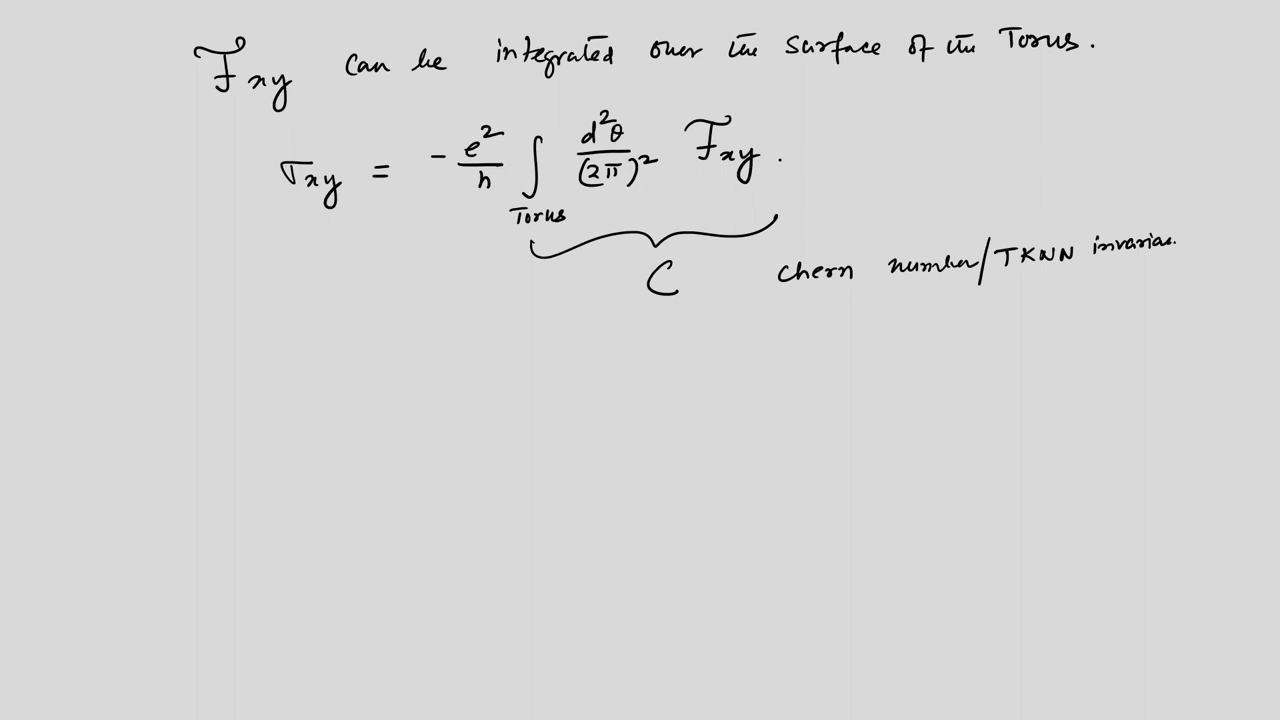 ℱxy can be integrated over the surface of the Torus.
σxy = - e²/h ∫Torus d²θ/(2π)² ℱxy.
C Chern number/TKNN invarian